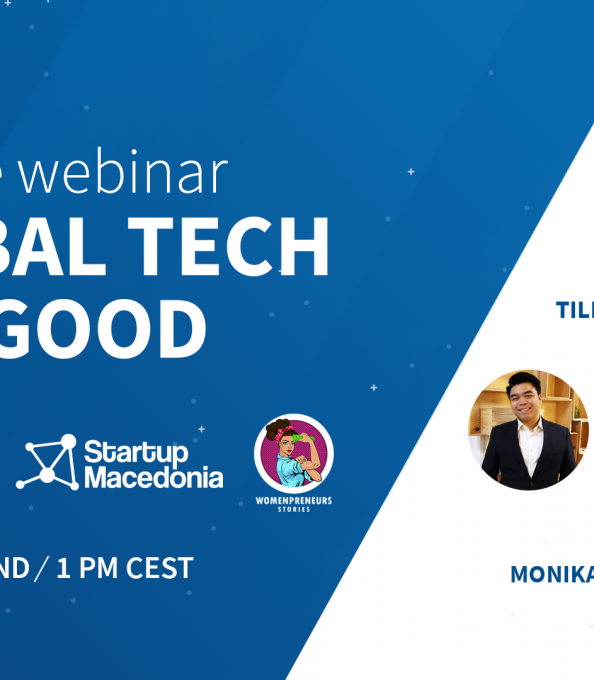 webinar
BAL TECH
GOOD
Startup
Macedonia
WOMENPRENEURS
STORIES
ND / 1 PM CEST
TIL
MONIKA